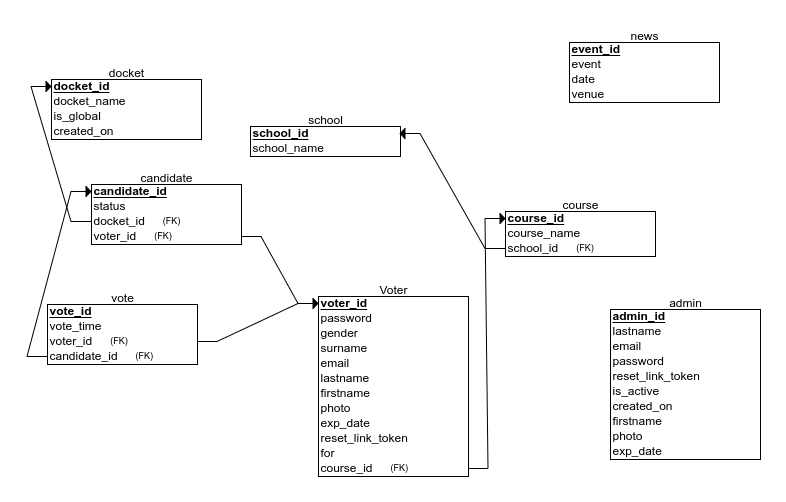 news
event_id
event
date
venue
docket
docket_id
docket_name
is_global
created_on
school
school_id
school_name
candidate
candidate_id
status
docket_id (FK)
voter_id (FK)
course
course_id
course_name
school_id (FK)
vote
vote_id
vote_time
voter_id (FK)
candidate_id (FK)
Voter
voter_id
password
gender
surname
email
lastname
firstname
photo
exp_date
reset_link_token
for
course_id (FK)
admin
admin_id
lastname
email
password
reset_link_token
is_active
created_on
firstname
photo
exp_date